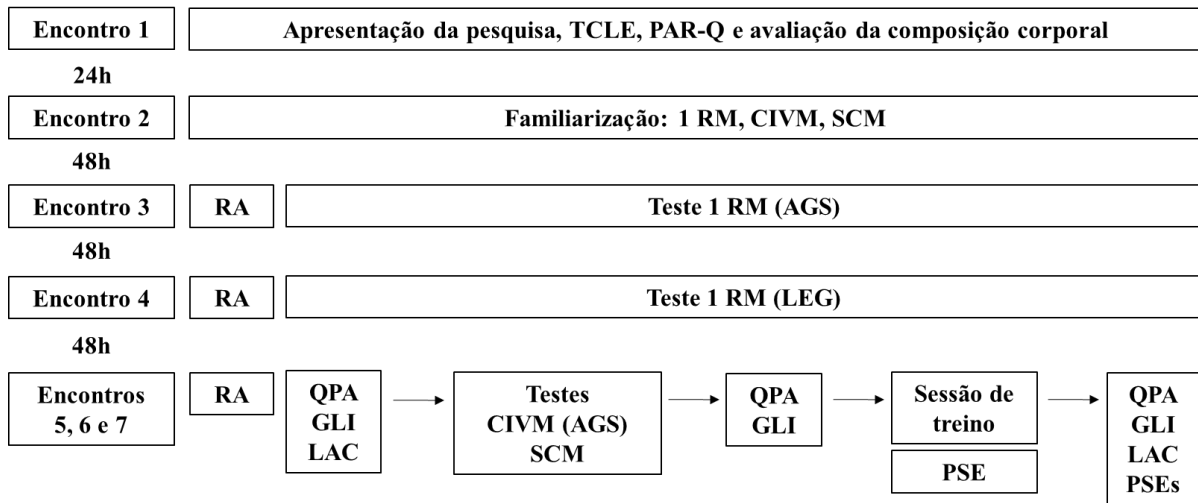 Encontro 1
Apresentação da pesquisa, TCLE, PAR-Q e avaliação da composição corporal
24h
Encontro 2
Familiarização: 1 RM, CIVM, SCM
48h
Encontro 3
RA
Teste 1 RM (AGS)
48h
Encontro 4
RA
Teste 1 RM (LEG)
48h
Encontros
5, 6 e 7
RA
QPA
GLI
LAC
Testes
CIVM (AGS)
SCM
QPA
GLI
Sessão de
treino
PSE
QPA
GLI
LAC
PSEs